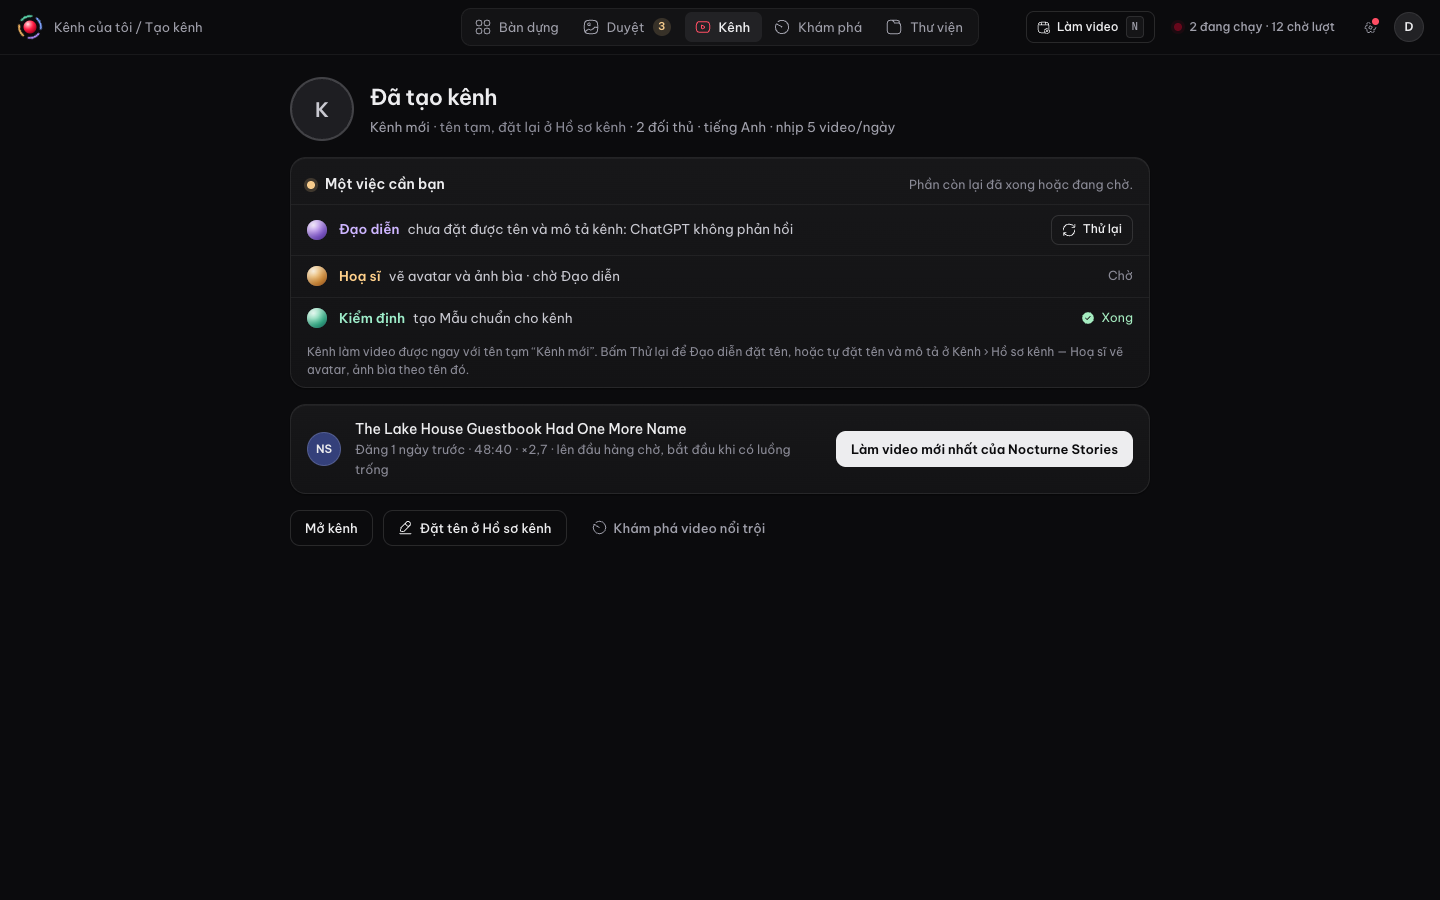 Kênh của tôi / Tạo kênh
Bàn dựng
Duyệt 3
Kênh
Khám phá
Thư viện
Làm video N
2 đang chạy · 12 chờ lượt
D
K
Đã tạo kênh
Kênh mới · tên tạm, đặt lại ở Hồ sơ kênh · 2 đối thủ · tiếng Anh · nhịp 5 video/ngày
Một việc cần bạn
Phần còn lại đã xong hoặc đang chờ.
Đạo diễn chưa đặt được tên và mô tả kênh: ChatGPT không phản hồi
Thử lại
Hoạ sĩ vẽ avatar và ảnh bìa · chờ Đạo diễn
Chờ
Kiểm định tạo Mẫu chuẩn cho kênh
Xong
Kênh làm video được ngay với tên tạm “Kênh mới”. Bấm Thử lại để Đạo diễn đặt tên, hoặc tự đặt tên và mô tả ở Kênh › Hồ sơ kênh — Hoạ sĩ vẽ
avatar, ảnh bìa theo tên đó.
NS
The Lake House Guestbook Had One More Name
Đăng 1 ngày trước · 48:40 · ×2,7 · lên đầu hàng chờ, bắt đầu khi có luồng
trống
Làm video mới nhất của Nocturne Stories
Mở kênh
Đặt tên ở Hồ sơ kênh
Khám phá video nổi trội